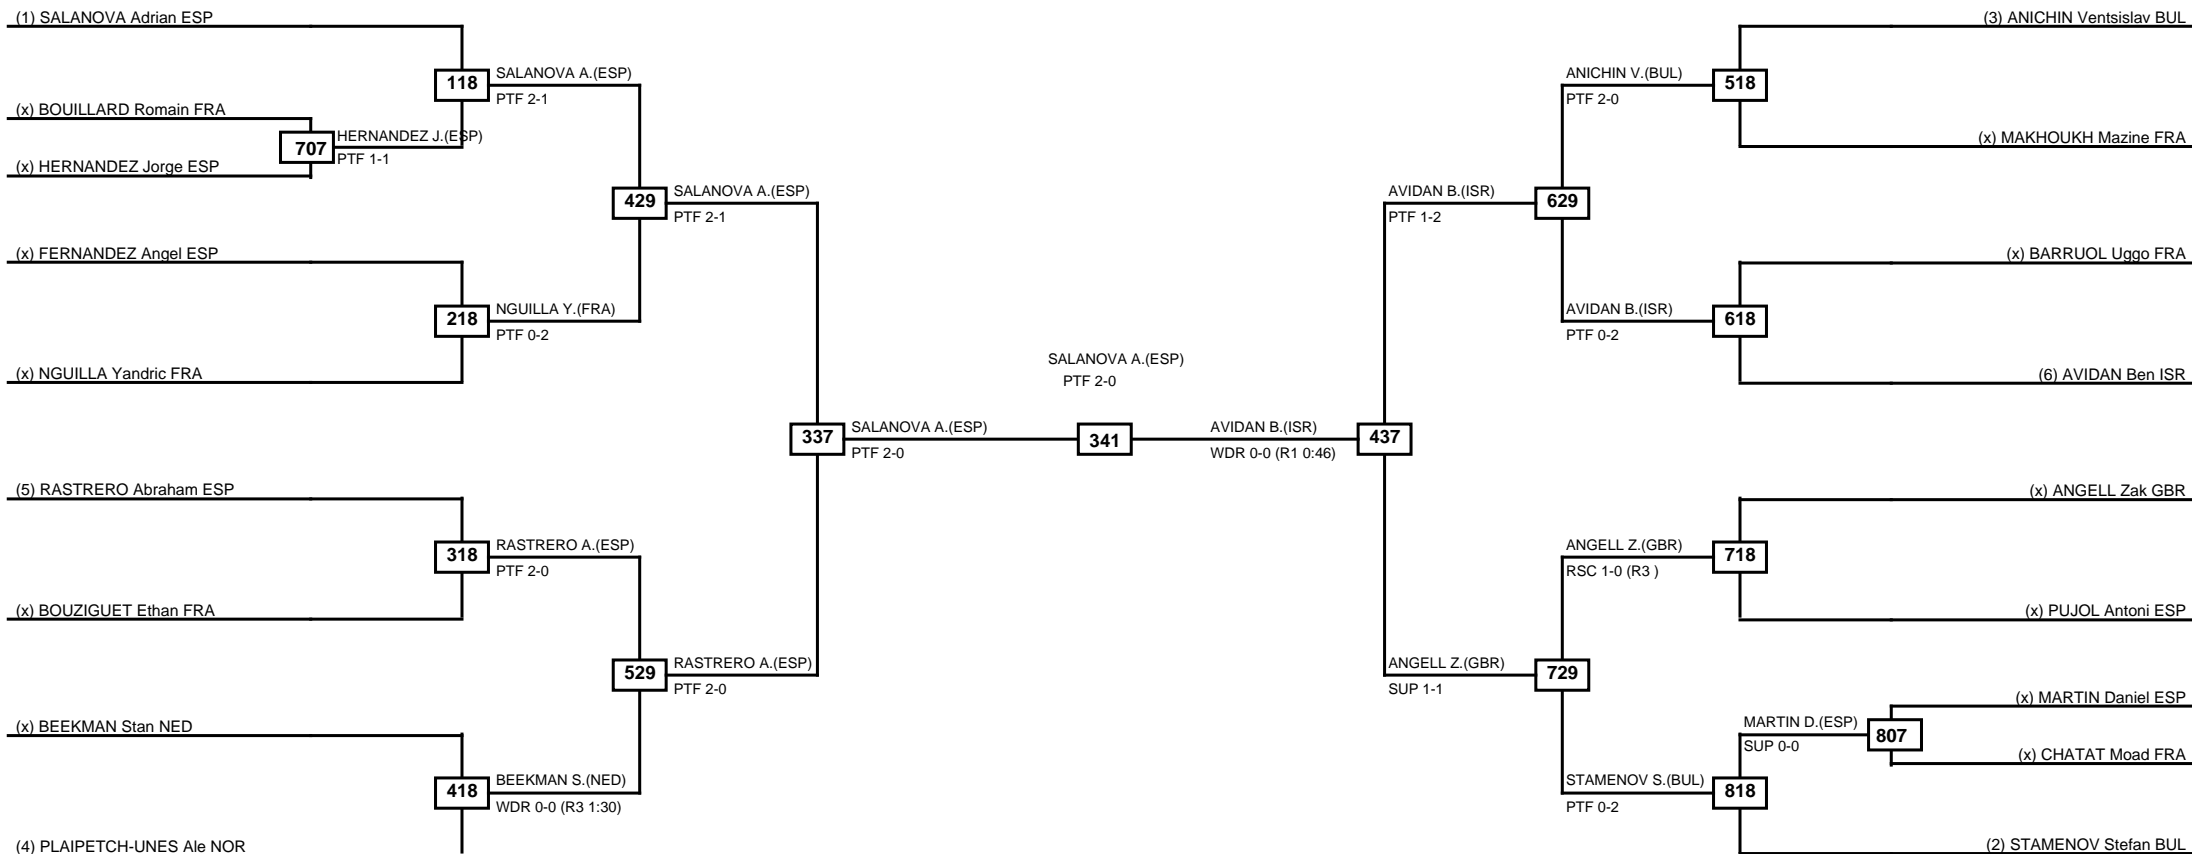 (1) SALANOVA Adrian ESP
118
SALANOVA A.(ESP)
PTF 2-1
(x) BOUILLARD Romain FRA
707
HERNANDEZ J.(ESP)
PTF 1-1
(x) HERNANDEZ Jorge ESP
429
SALANOVA A.(ESP)
PTF 2-1
(x) FERNANDEZ Angel ESP
218
NGUILLA Y.(FRA)
PTF 0-2
(x) NGUILLA Yandric FRA
337
SALANOVA A.(ESP)
PTF 2-0
(5) RASTRERO Abraham ESP
318
RASTRERO A.(ESP)
PTF 2-0
(x) BOUZIGUET Ethan FRA
529
RASTRERO A.(ESP)
PTF 2-0
(x) BEEKMAN Stan NED
418
BEEKMAN S.(NED)
WDR 0-0 (R3 1:30)
(4) PLAIPETCH-UNES Ale NOR
SALANOVA A.(ESP)
PTF 2-0
341
(3) ANICHIN Ventsislav BUL
ANICHIN V.(BUL)
PTF 2-0
518
(x) MAKHOUKH Mazine FRA
AVIDAN B.(ISR)
PTF 1-2
629
(x) BARRUOL Uggo FRA
AVIDAN B.(ISR)
PTF 0-2
618
(6) AVIDAN Ben ISR
AVIDAN B.(ISR)
WDR 0-0 (R1 0:46)
437
(x) ANGELL Zak GBR
ANGELL Z.(GBR)
RSC 1-0 (R3 )
718
(x) PUJOL Antoni ESP
ANGELL Z.(GBR)
SUP 1-1
729
(x) MARTIN Daniel ESP
MARTIN D.(ESP)
SUP 0-0
807
(x) CHATAT Moad FRA
STAMENOV S.(BUL)
PTF 0-2
818
(2) STAMENOV Stefan BUL